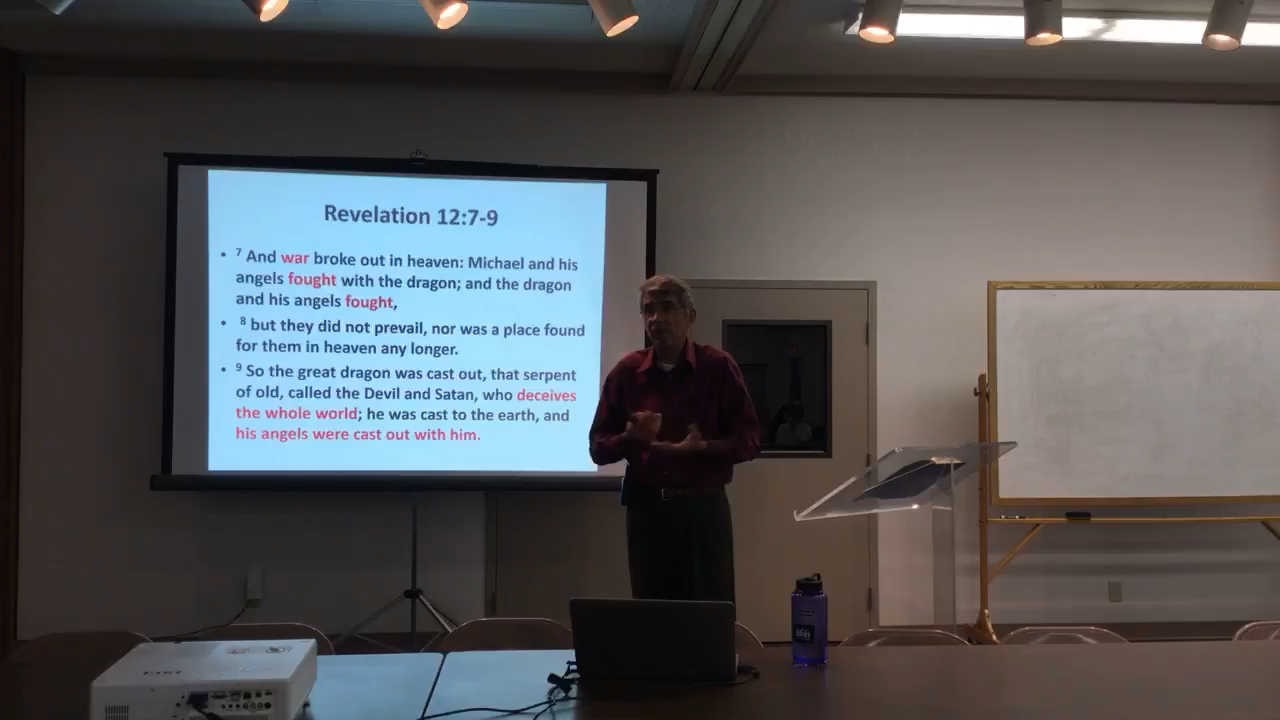 Revelation 12:7-9
• ⁷ And war broke out in heaven: Michael and his
angels fought with the dragon; and the dragon
and his angels fought,
• ⁸ but they did not prevail, nor was a place found
for them in heaven any longer.
• ⁹ So the great dragon was cast out, that serpent
of old, called the Devil and Satan, who deceives
the whole world; he was cast to the earth, and
his angels were cast out with him.